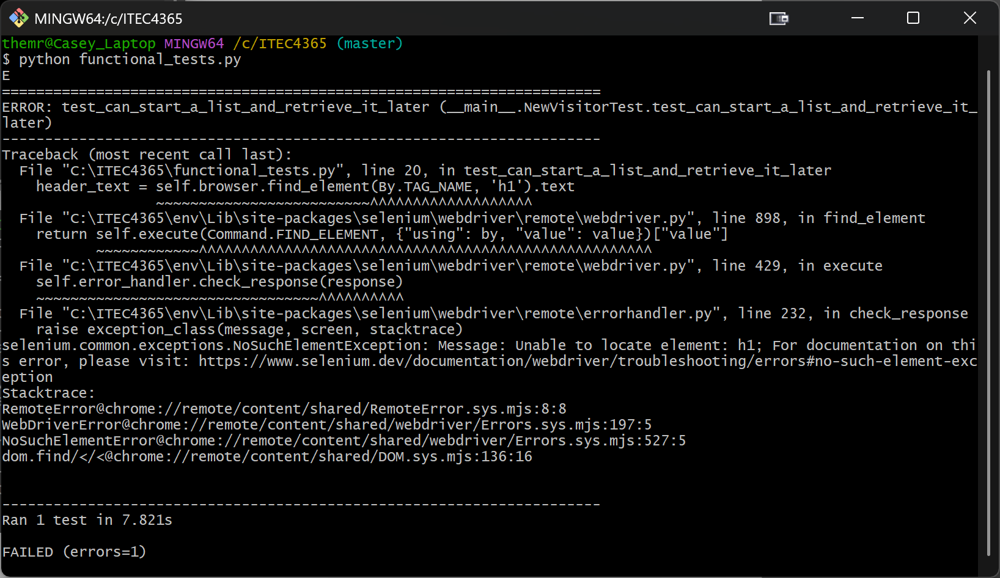 MINGW64:/c/ITEC4365
themr@Casey_Laptop MINGW64 /c/ITEC4365 (master)
$ python functional_tests.py
E
======================================================================
ERROR: test_can_start_a_list_and_retrieve_it_later (__main__.NewVisitorTest.test_can_start_a_list_and_retrieve_it_
later)
----------------------------------------------------------------------
Traceback (most recent call last):
  File "C:\ITEC4365\functional_tests.py", line 20, in test_can_start_a_list_and_retrieve_it_later
    header_text = self.browser.find_element(By.TAG_NAME, 'h1').text
                  ~~~~~~~~~~~~~~~~~~~~~~~~~^^^^^^^^^^^^^^^^^^^
  File "C:\ITEC4365\env\Lib\site-packages\selenium\webdriver\remote\webdriver.py", line 898, in find_element
    return self.execute(Command.FIND_ELEMENT, {"using": by, "value": value})["value"]
           ~~~~~~~~~~~~^^^^^^^^^^^^^^^^^^^^^^^^^^^^^^^^^^^^^^^^^^^^^^^^^^^^^^^^^
  File "C:\ITEC4365\env\Lib\site-packages\selenium\webdriver\remote\webdriver.py", line 429, in execute
    self.error_handler.check_response(response)
    ~~~~~~~~~~~~~~~~~~~~~~~~~~~~~~~~~^^^^^^^^^^
  File "C:\ITEC4365\env\Lib\site-packages\selenium\webdriver\remote\errorhandler.py", line 232, in check_response
    raise exception_class(message, screen, stacktrace)
selenium.common.exceptions.NoSuchElementException: Message: Unable to locate element: h1; For documentation on thi
s error, please visit: https://www.selenium.dev/documentation/webdriver/troubleshooting/errors#no-such-element-exc
eption
Stacktrace:
RemoteError@chrome://remote/content/shared/RemoteError.sys.mjs:8:8
WebDriverError@chrome://remote/content/shared/webdriver/Errors.sys.mjs:197:5
NoSuchElementError@chrome://remote/content/shared/webdriver/Errors.sys.mjs:527:5
dom.find/</<@chrome://remote/content/shared/DOM.sys.mjs:136:16
----------------------------------------------------------------------
Ran 1 test in 7.821s
FAILED (errors=1)